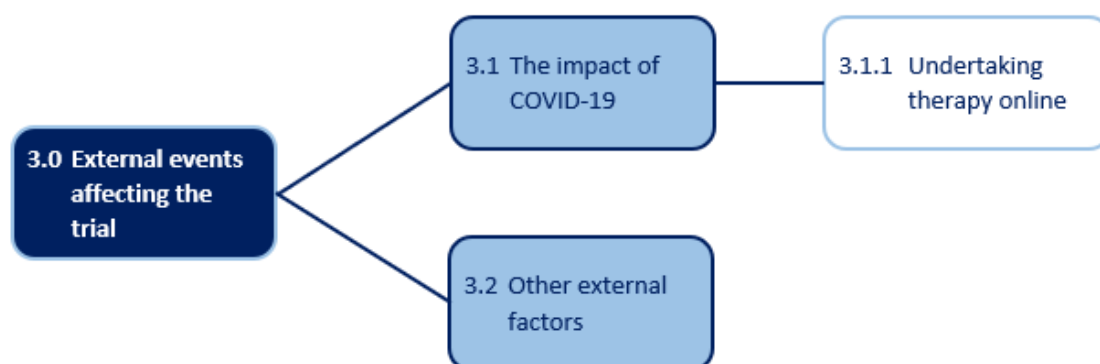 3.1 The impact of
COVID-19
3.1.1 Undertaking
therapy online
3.0 External events
affecting the
trial
3.2 Other external
factors